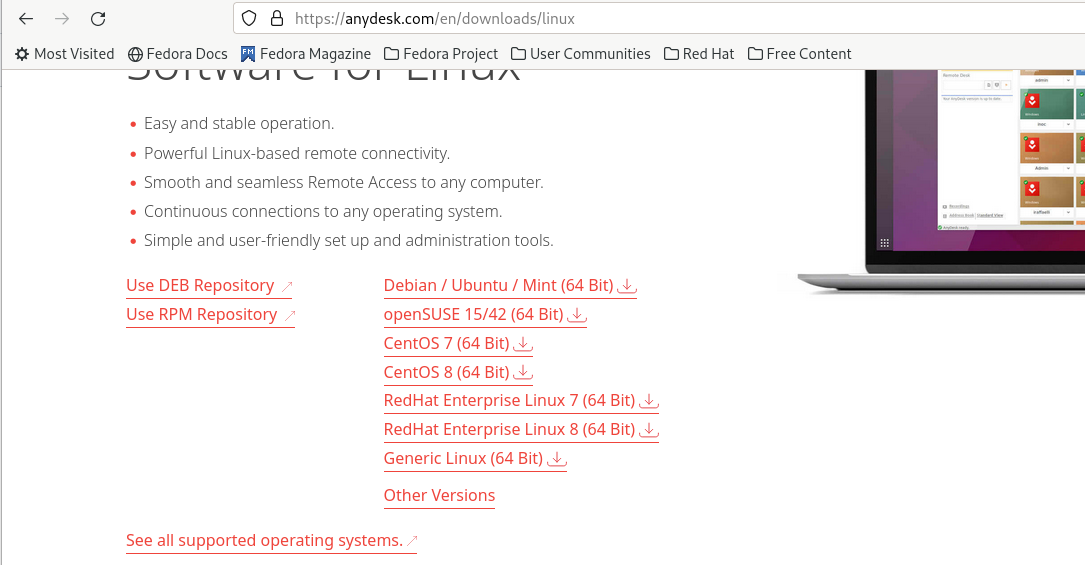 https://anydesk.com/en/downloads/linux
Most Visited Fedora Docs Fedora Magazine Fedora Project User Communities Red Hat Free Content
Software for Linux
Easy and stable operation.
Powerful Linux-based remote connectivity.
Smooth and seamless Remote Access to any computer.
Continuous connections to any operating system.
Simple and user-friendly set up and administration tools.
Use DEB Repository
Use RPM Repository
Debian / Ubuntu / Mint (64 Bit)
openSUSE 15/42 (64 Bit)
CentOS 7 (64 Bit)
CentOS 8 (64 Bit)
RedHat Enterprise Linux 7 (64 Bit)
RedHat Enterprise Linux 8 (64 Bit)
Generic Linux (64 Bit)
Other Versions
See all supported operating systems.
Remote Desk
admin
Admin